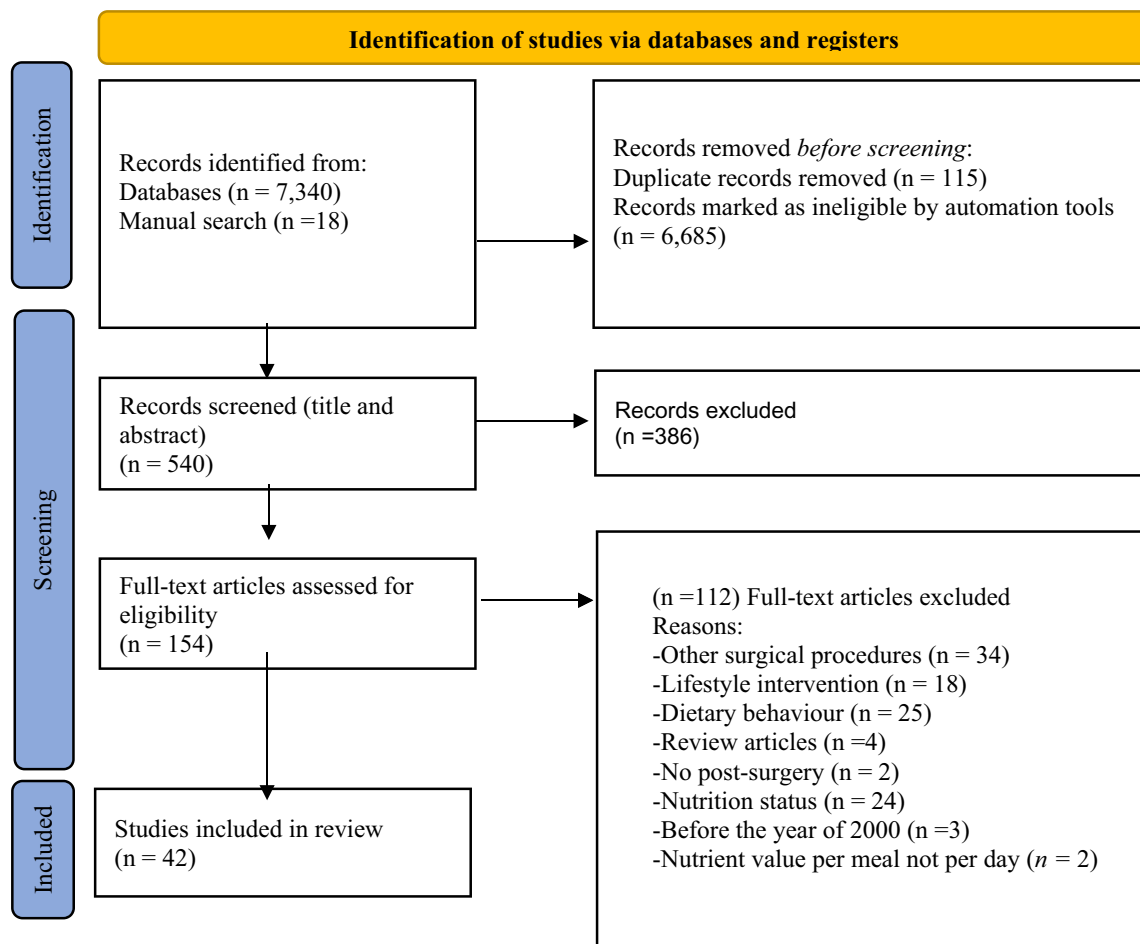 Identification of studies via databases and registers
Identification
Records identified from:
Databases (n = 7,340)
Manual search (n =18)
Records removed before screening:
Duplicate records removed (n = 115)
Records marked as ineligible by automation tools
(n = 6,685)
Screening
Records screened (title and
abstract)
(n = 540)
Records excluded
(n =386)
Full-text articles assessed for
eligibility
(n = 154)
(n =112) Full-text articles excluded
Reasons:
-Other surgical procedures (n = 34)
-Lifestyle intervention (n = 18)
-Dietary behaviour (n = 25)
-Review articles (n =4)
-No post-surgery (n = 2)
-Nutrition status (n = 24)
-Before the year of 2000 (n =3)
-Nutrient value per meal not per day (n = 2)
Included
Studies included in review
(n = 42)